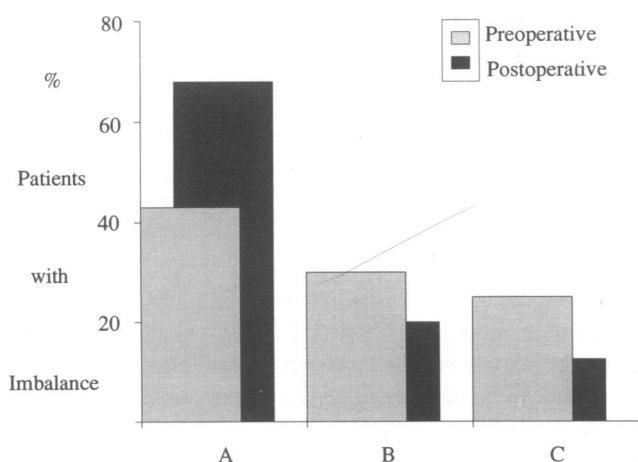 80
%
60
Patients
40
with
20
Imbalance
Preoperative
Postoperative
A B C